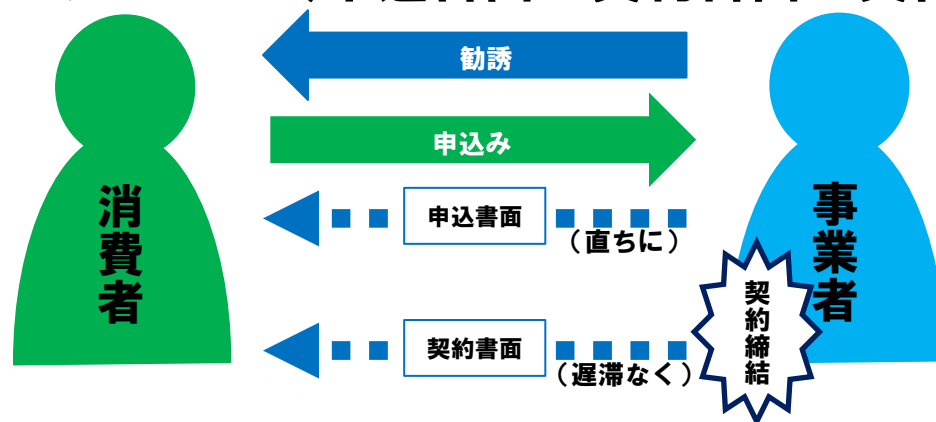 勧誘
申込み
申込書面
（直ちに）
契約書面
（遅滞なく）
消費者
事業者
契約締結